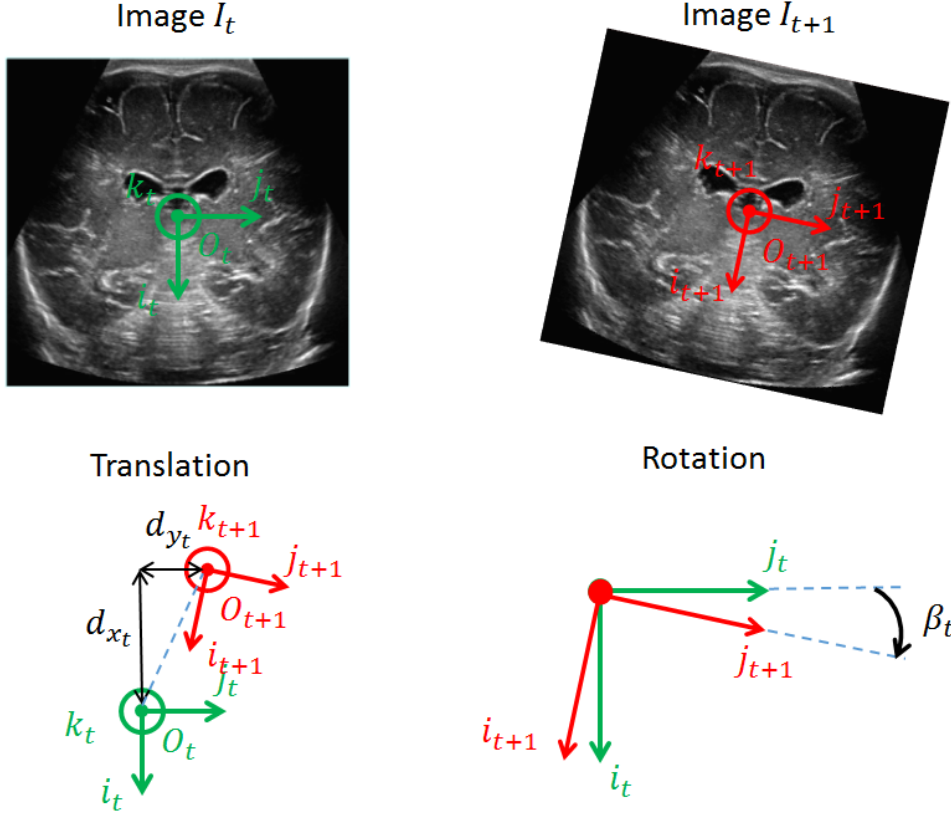 Image I_t
Image I_{t+1}
k_t
j_t
O_t
i_t
k_{t+1}
j_{t+1}
O_{t+1}
i_{t+1}
Translation
Rotation
d_{y_t}
k_{t+1}
j_{t+1}
d_{x_t}
O_{t+1}
i_{t+1}
j_t
k_t
O_t
i_t
j_t
β_t
j_{t+1}
i_{t+1}
i_t